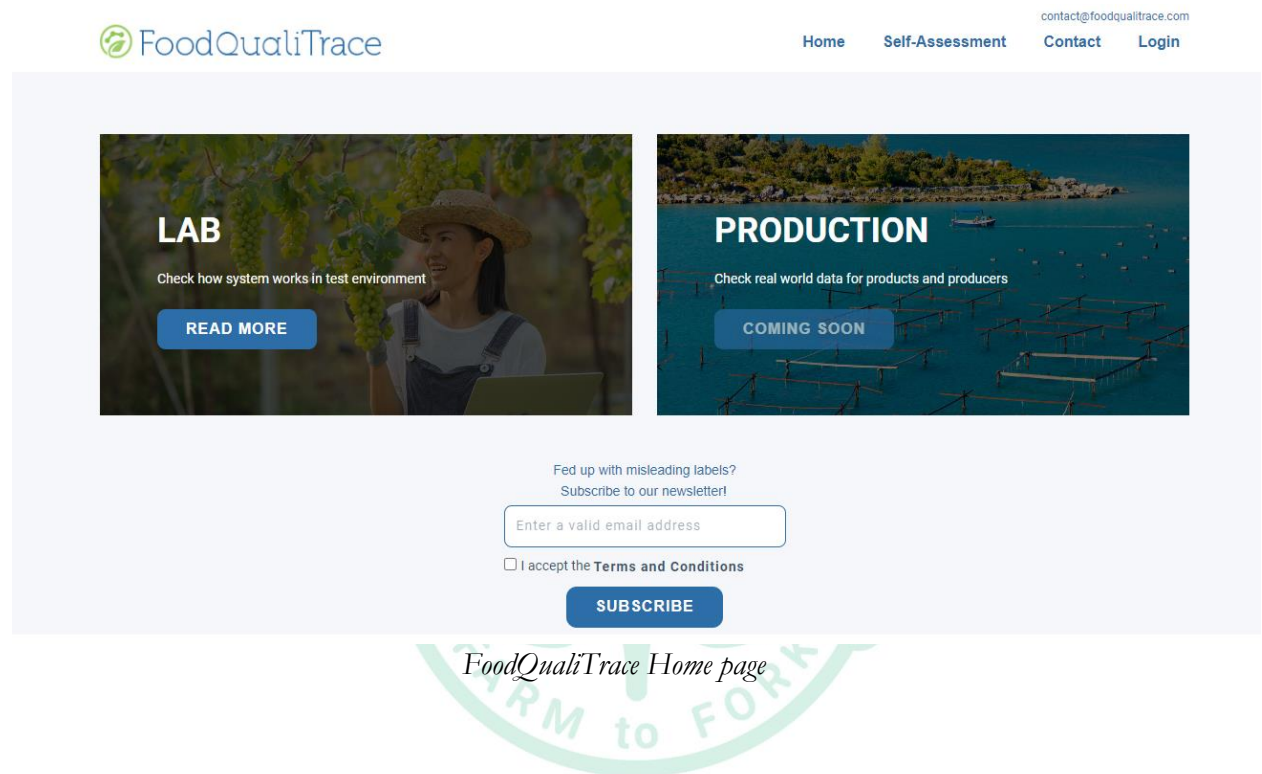 contact@foodqualitrace.com
FoodQualiTrace
Home Self-Assessment Contact Login
LAB
Check how system works in test environment
READ MORE
PRODUCTION
Check real world data for products and producers
COMING SOON
Fed up with misleading labels?
Subscribe to our newsletter!
Enter a valid email address
I accept the Terms and Conditions
SUBSCRIBE
FoodQualiTrace Home page
FARM to FORK